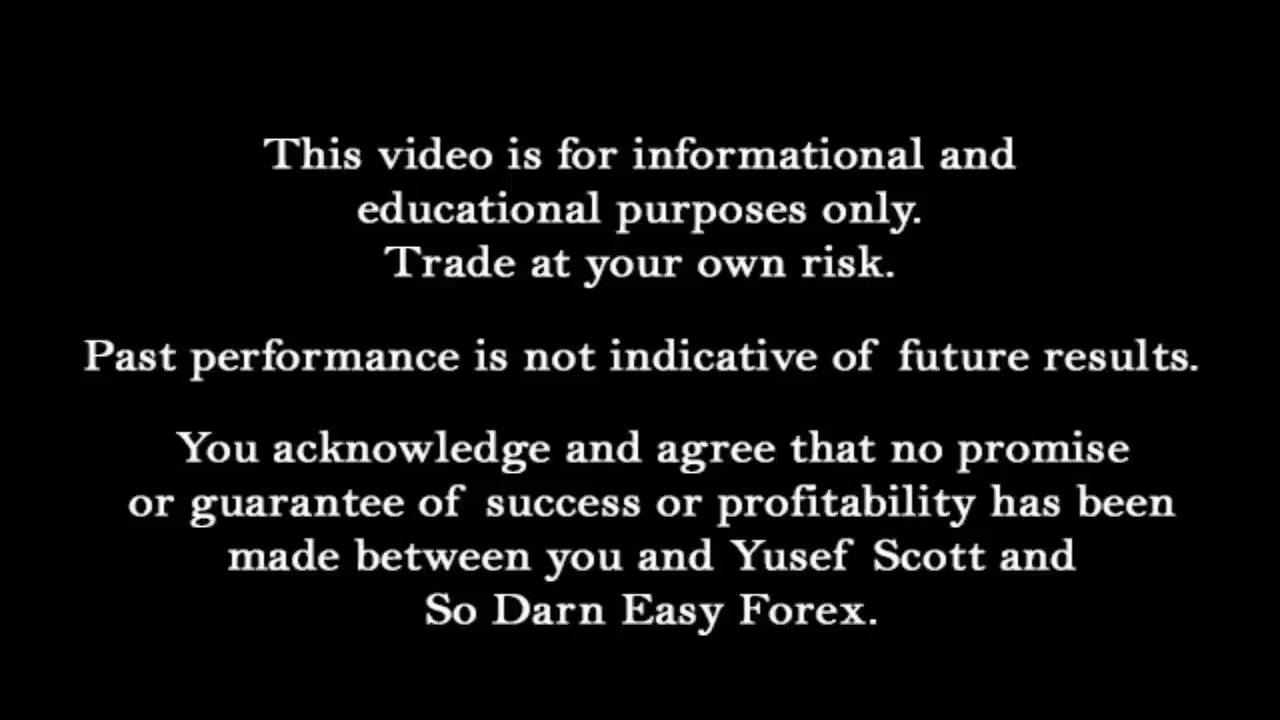 This video is for informational and
educational purposes only.
Trade at your own risk.
Past performance is not indicative of future results.
You acknowledge and agree that no promise
or guarantee of success or profitability has been
made between you and Yusef Scott and
So Darn Easy Forex.